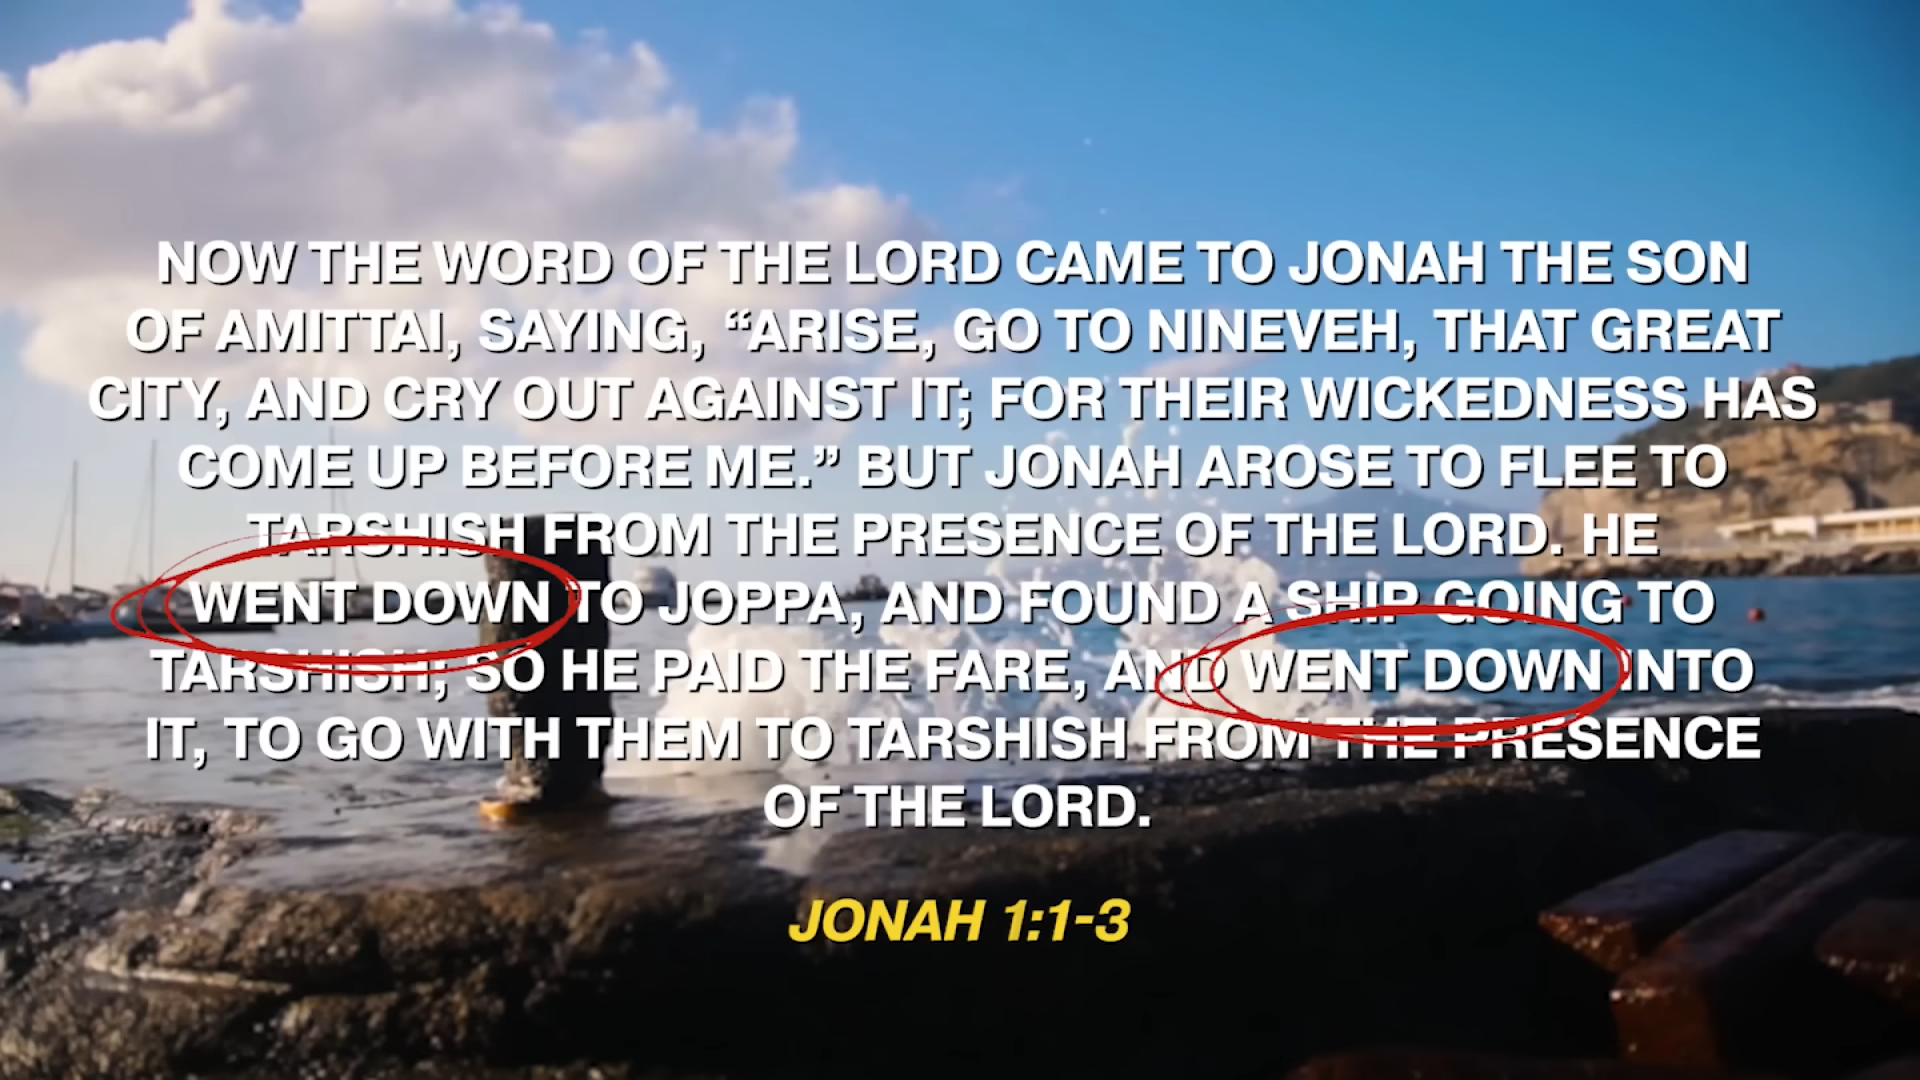 NOW THE WORD OF THE LORD CAME TO JONAH THE SON
OF AMITTAI, SAYING, “ARISE, GO TO NINEVEH, THAT GREAT
CITY, AND CRY OUT AGAINST IT; FOR THEIR WICKEDNESS HAS
COME UP BEFORE ME.” BUT JONAH AROSE TO FLEE TO
TARSHISH FROM THE PRESENCE OF THE LORD. HE
WENT DOWN TO JOPPA, AND FOUND A SHIP GOING TO
TARSHISH; SO HE PAID THE FARE, AND WENT DOWN INTO
IT, TO GO WITH THEM TO TARSHISH FROM THE PRESENCE
OF THE LORD.
JONAH 1:1-3